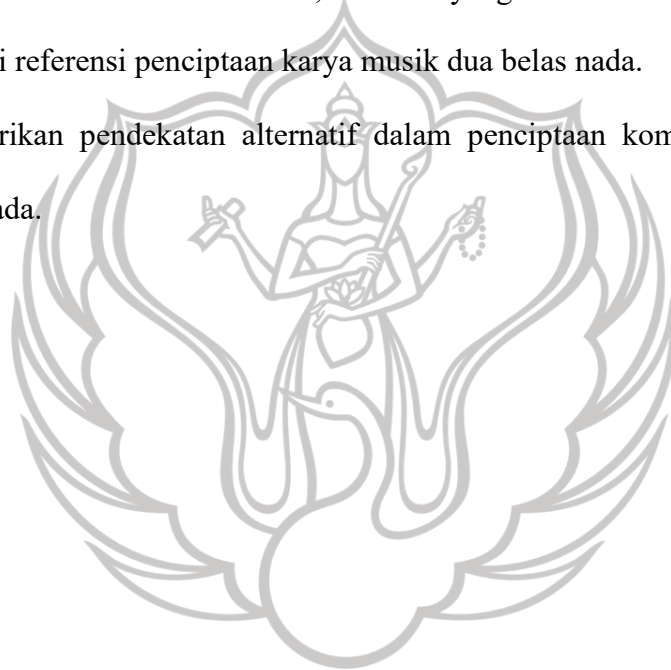 i referensi penciptaan karya musik dua belas nada.
rikan pendekatan alternatif dalam penciptaan kom
ada.